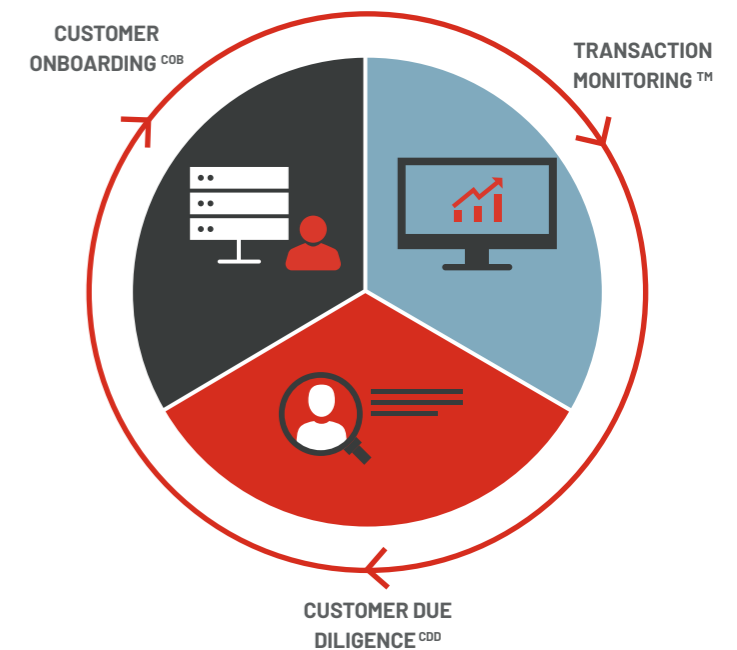 CUSTOMER
ONBOARDING COB
TRANSACTION
MONITORING TM
CUSTOMER DUE
DILIGENCE CDD